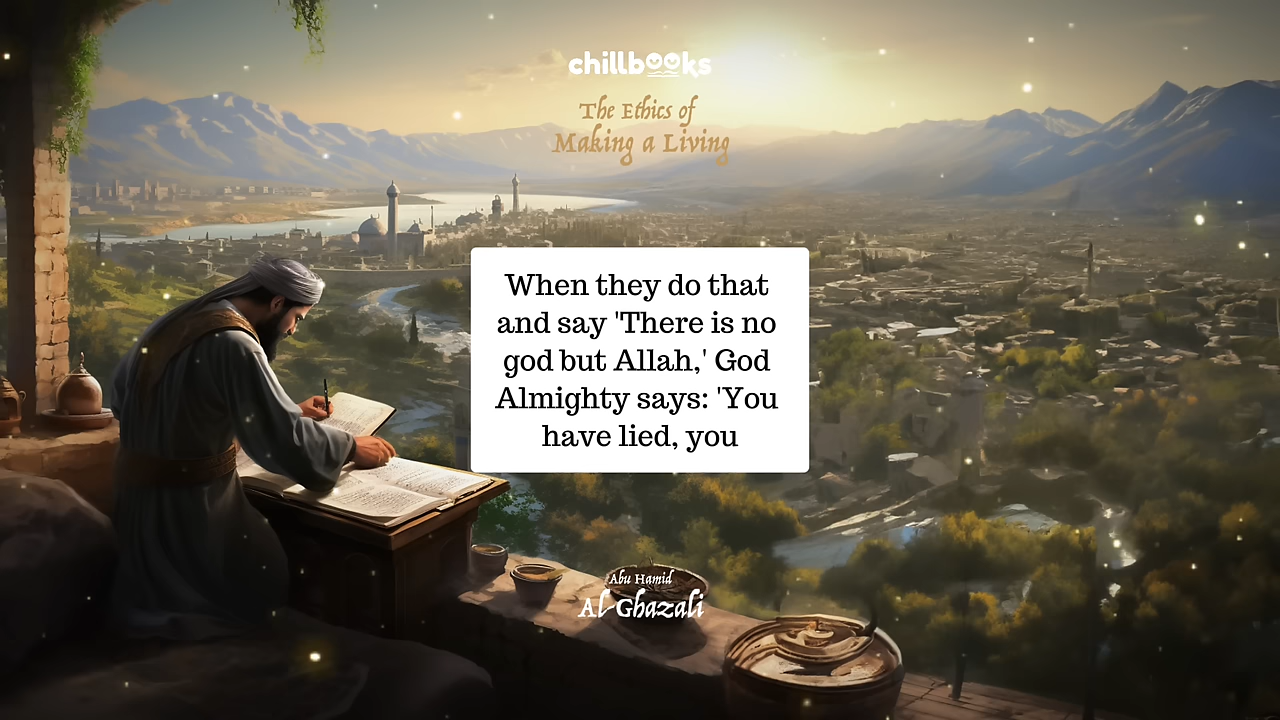 chillbooks
The Ethics of
Making a Living
When they do that
and say 'There is no
god but Allah,' God
Almighty says: 'You
have lied, you
Abu Hamid
Al-Ghazali